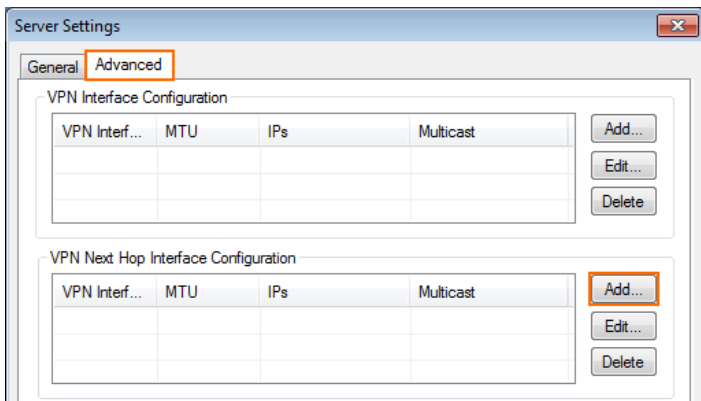 Server Settings
General Advanced
VPN Interface Configuration
VPN Interf... MTU IPs Multicast
Add...
Edit...
Delete
VPN Next Hop Interface Configuration
VPN Interf... MTU IPs Multicast
Add...
Edit...
Delete